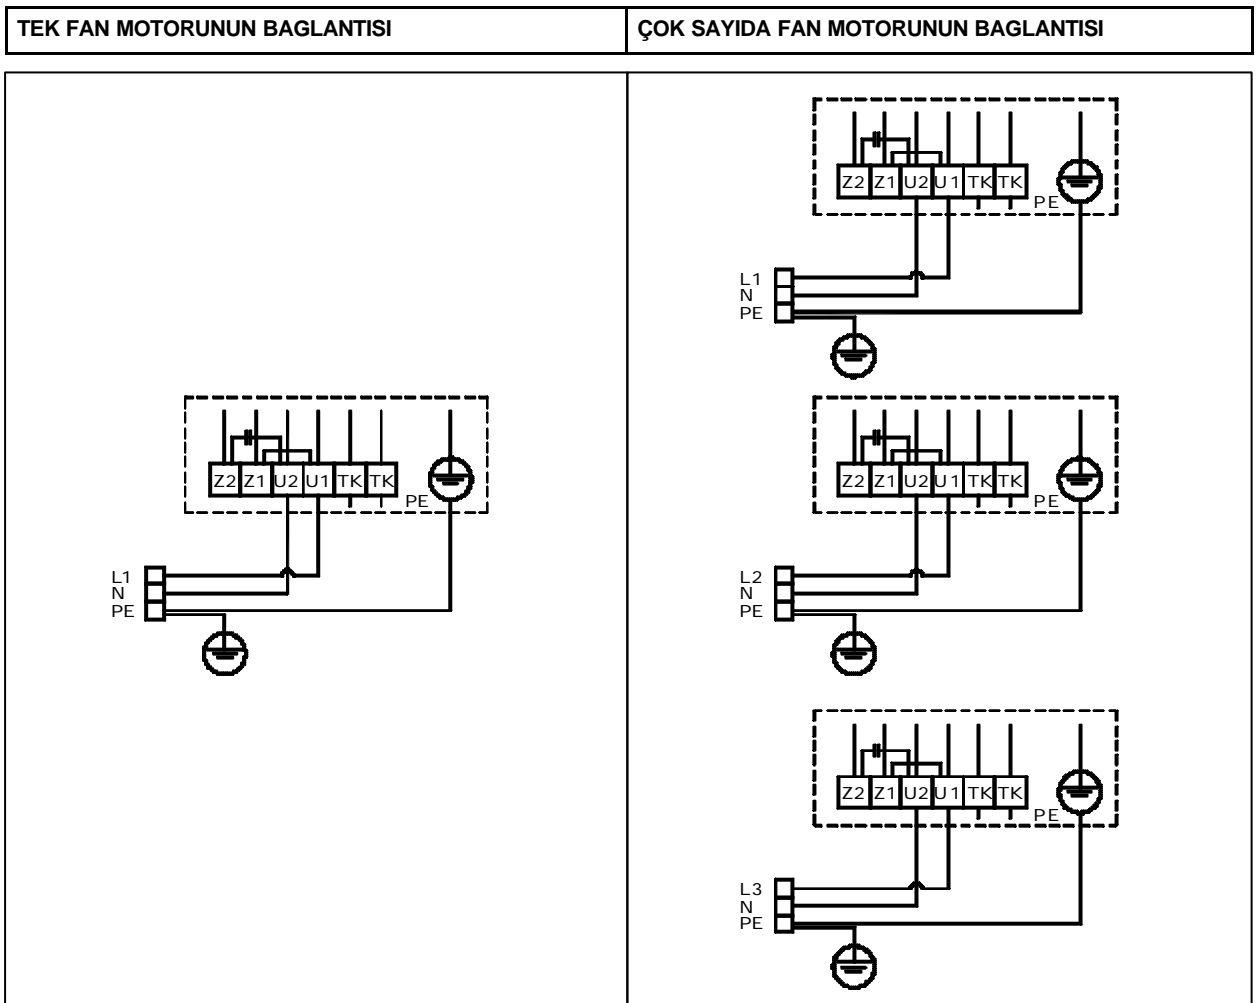 TEK FAN MOTORUNUN BAGLANTISI
ÇOK SAYIDA FAN MOTORUNUN BAGLANTISI
Z2 Z1 U2 U1 TK TK
PE
L1
N
PE
Z2 Z1 U2 U1 TK TK
PE
L1
N
PE
Z2 Z1 U2 U1 TK TK
PE
L2
N
PE
Z2 Z1 U2 U1 TK TK
PE
L3
N
PE